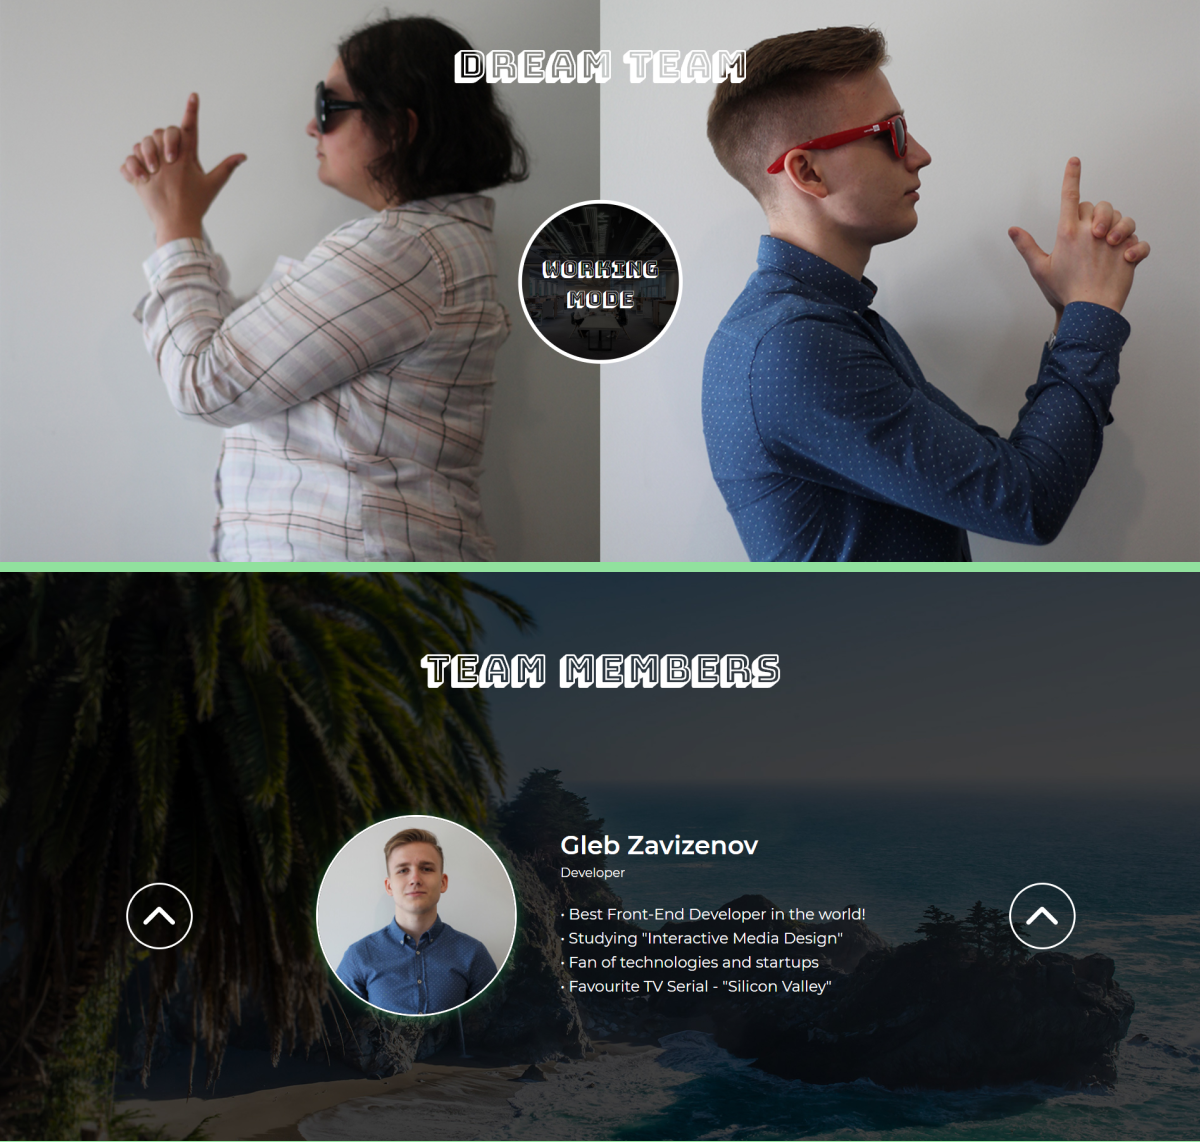 DREAM TEAM
WORKING
MODE
TEAM MEMBERS
Gleb Zavizenov
Developer
• Best Front-End Developer in the world!
• Studying "Interactive Media Design"
• Fan of technologies and startups
• Favourite TV Serial - "Silicon Valley"